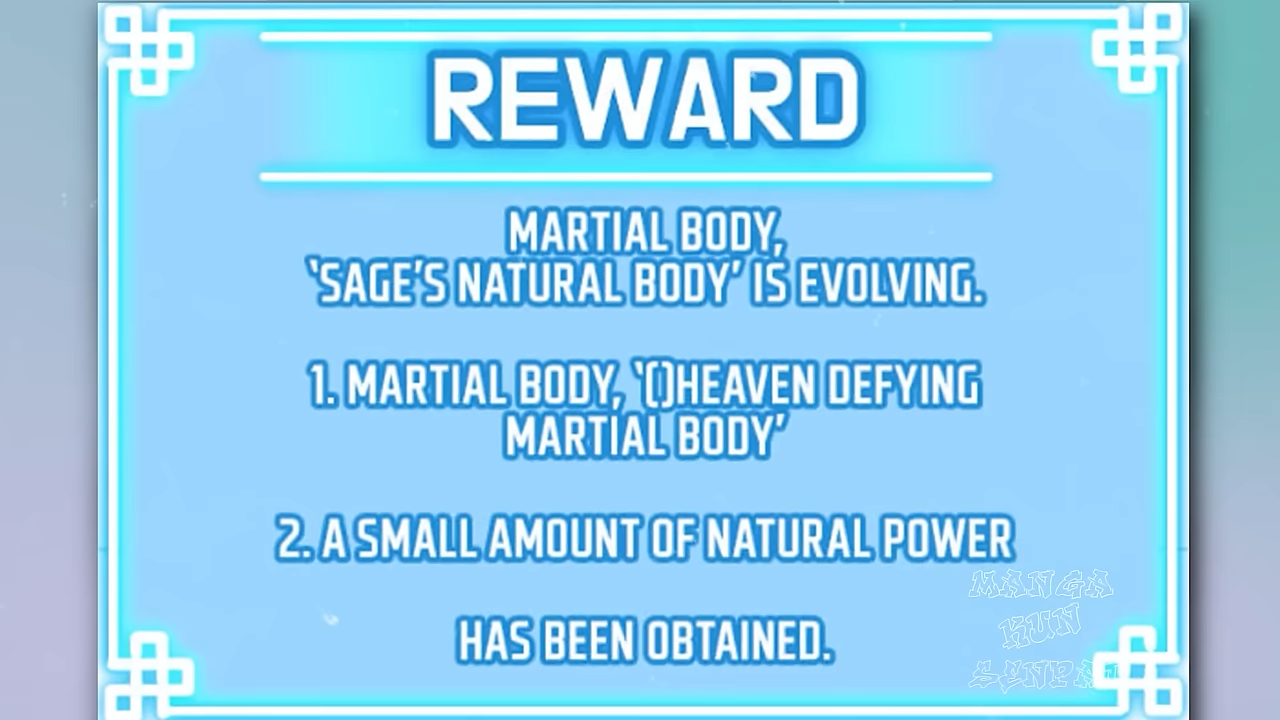 REWARD
MARTIAL BODY,
‘SAGE’S NATURAL BODY’ IS EVOLVING.
1. MARTIAL BODY, ‘()HEAVEN DEFYING
MARTIAL BODY’
2. A SMALL AMOUNT OF NATURAL POWER
HAS BEEN OBTAINED.
MANGA
KUN
SENPAI